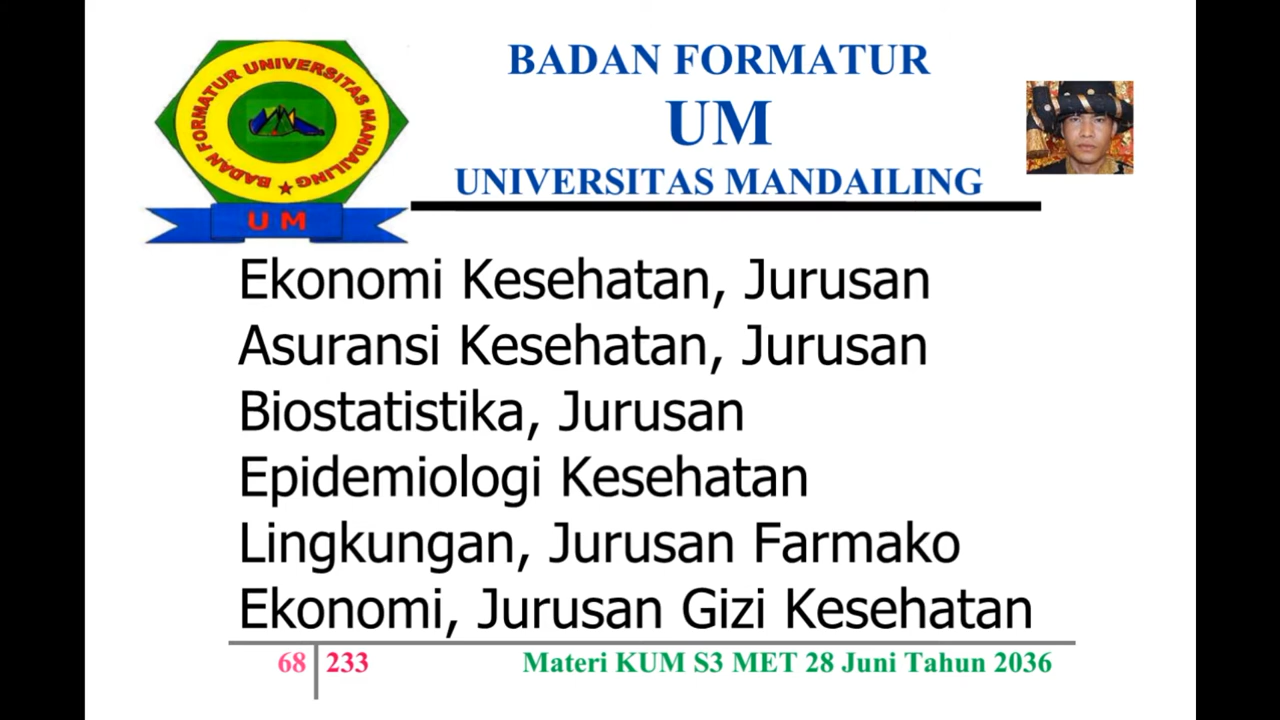 BADAN FORMATUR UNIVERSITAS MANDAILING
U M
BADAN FORMATUR
UM
UNIVERSITAS MANDAILING
Ekonomi Kesehatan, Jurusan
Asuransi Kesehatan, Jurusan
Biostatistika, Jurusan
Epidemiologi Kesehatan
Lingkungan, Jurusan Farmako
Ekonomi, Jurusan Gizi Kesehatan
68 233 Materi KUM S3 MET 28 Juni Tahun 2036